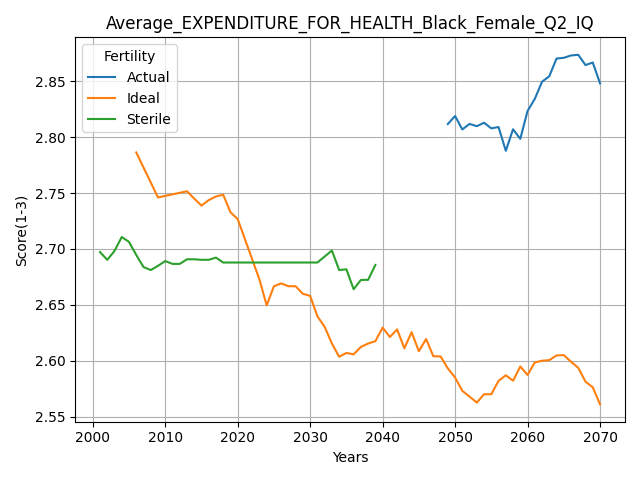 Average_EXPENDITURE_FOR_HEALTH_Black_Female_Q2_IQ
Fertility
Actual
Ideal
Sterile
Score(1-3)
2.85
2.80
2.75
2.70
2.65
2.60
2.55
2000 2010 2020 2030 2040 2050 2060 2070
Years